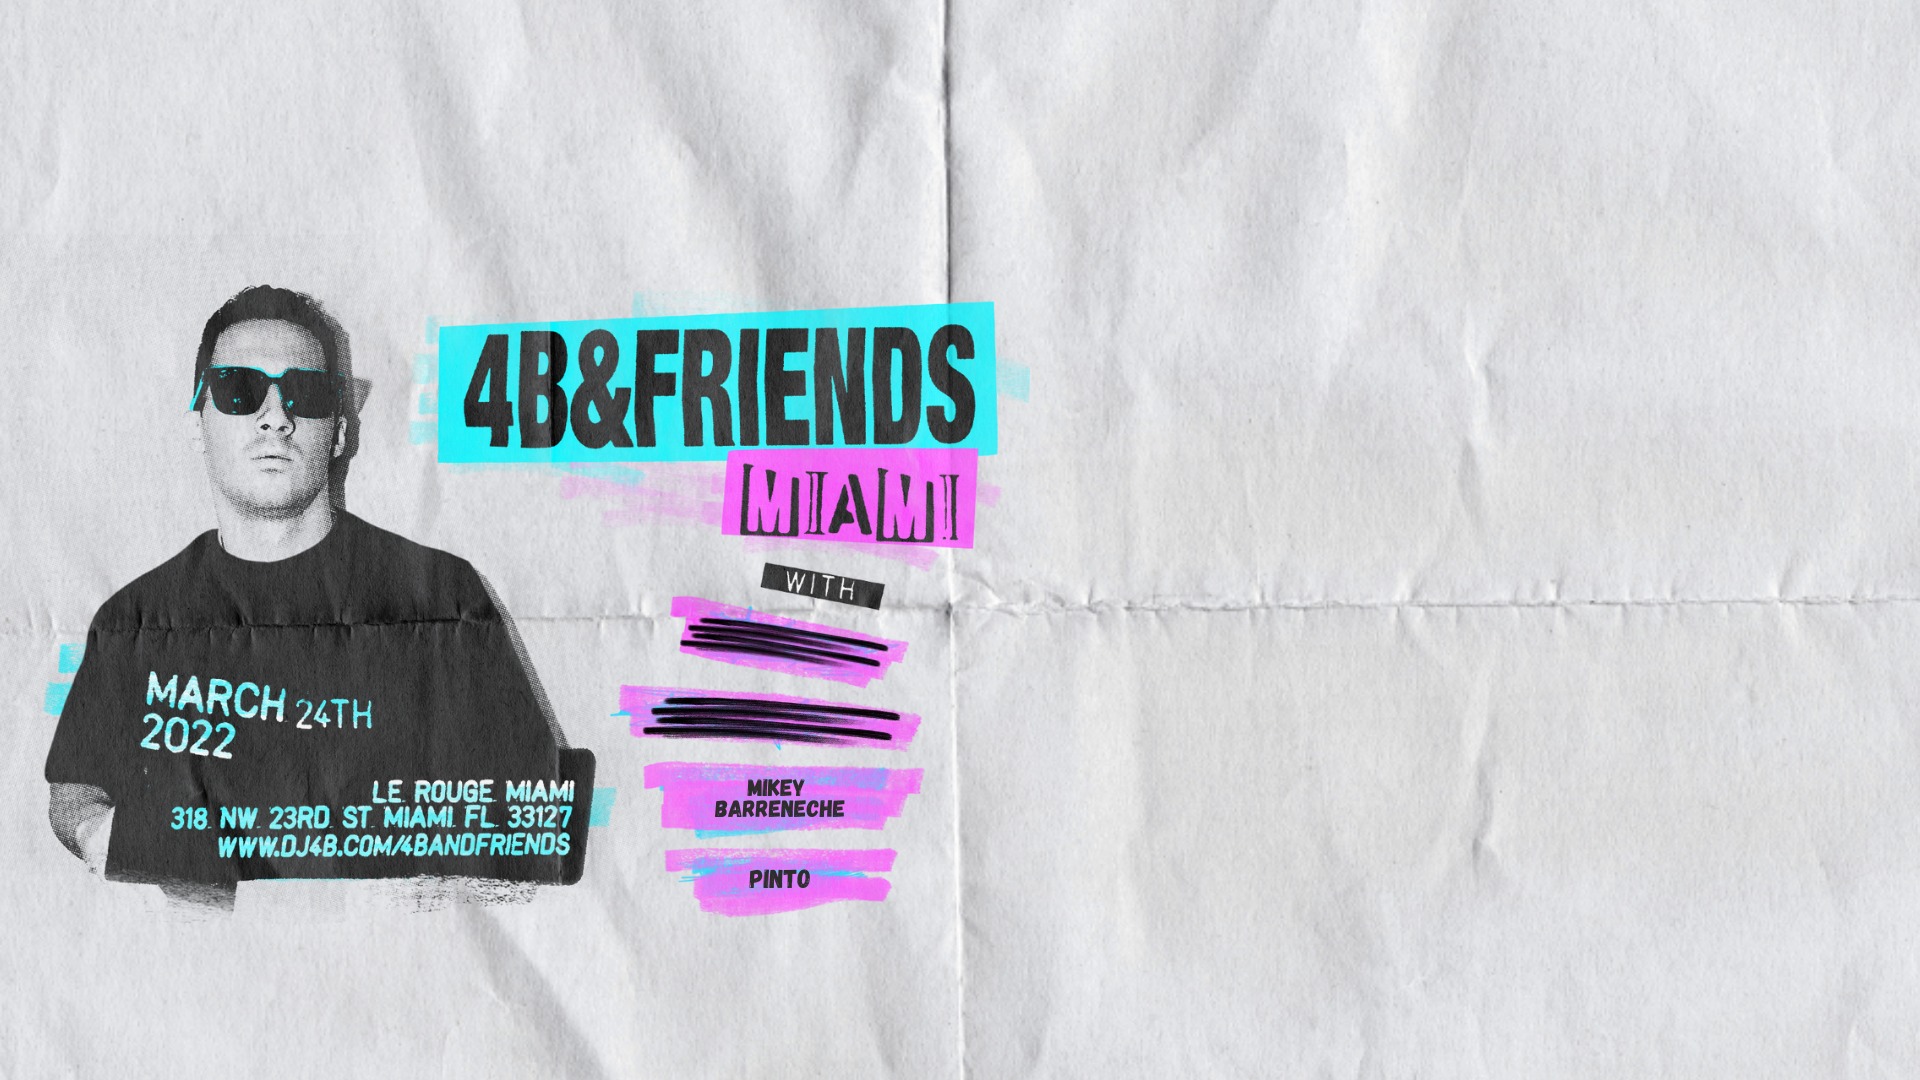 4B&FRIENDS
MIAMI
WITH
MIKEY
BARRENECHE
PINTO
MARCH 24TH
2022
LE ROUGE MIAMI
318 NW 23RD ST MIAMI FL 33127
WWW.DJ4B.COM/4BANDFRIENDS